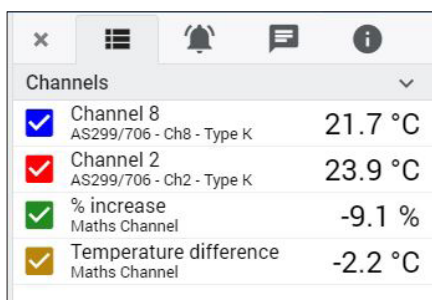 Channels
Channel 8
AS299/706 - Ch8 - Type K
21.7 °C
Channel 2
AS299/706 - Ch2 - Type K
23.9 °C
% increase
Maths Channel
-9.1 %
Temperature difference
Maths Channel
-2.2 °C